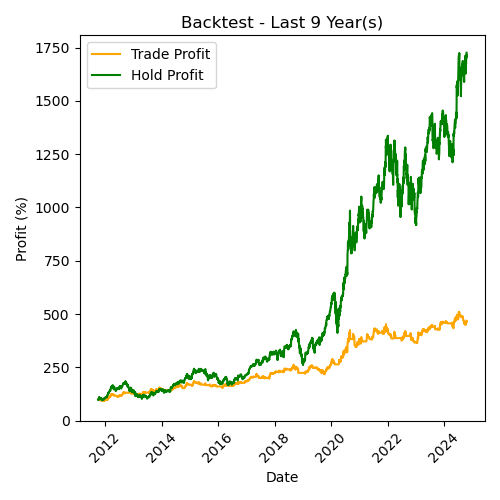 Backtest - Last 9 Year(s)
Trade Profit
Hold Profit
1750
1500
1250
1000
750
500
250
0
Profit (%)
2012 2014 2016 2018 2020 2022 2024
Date